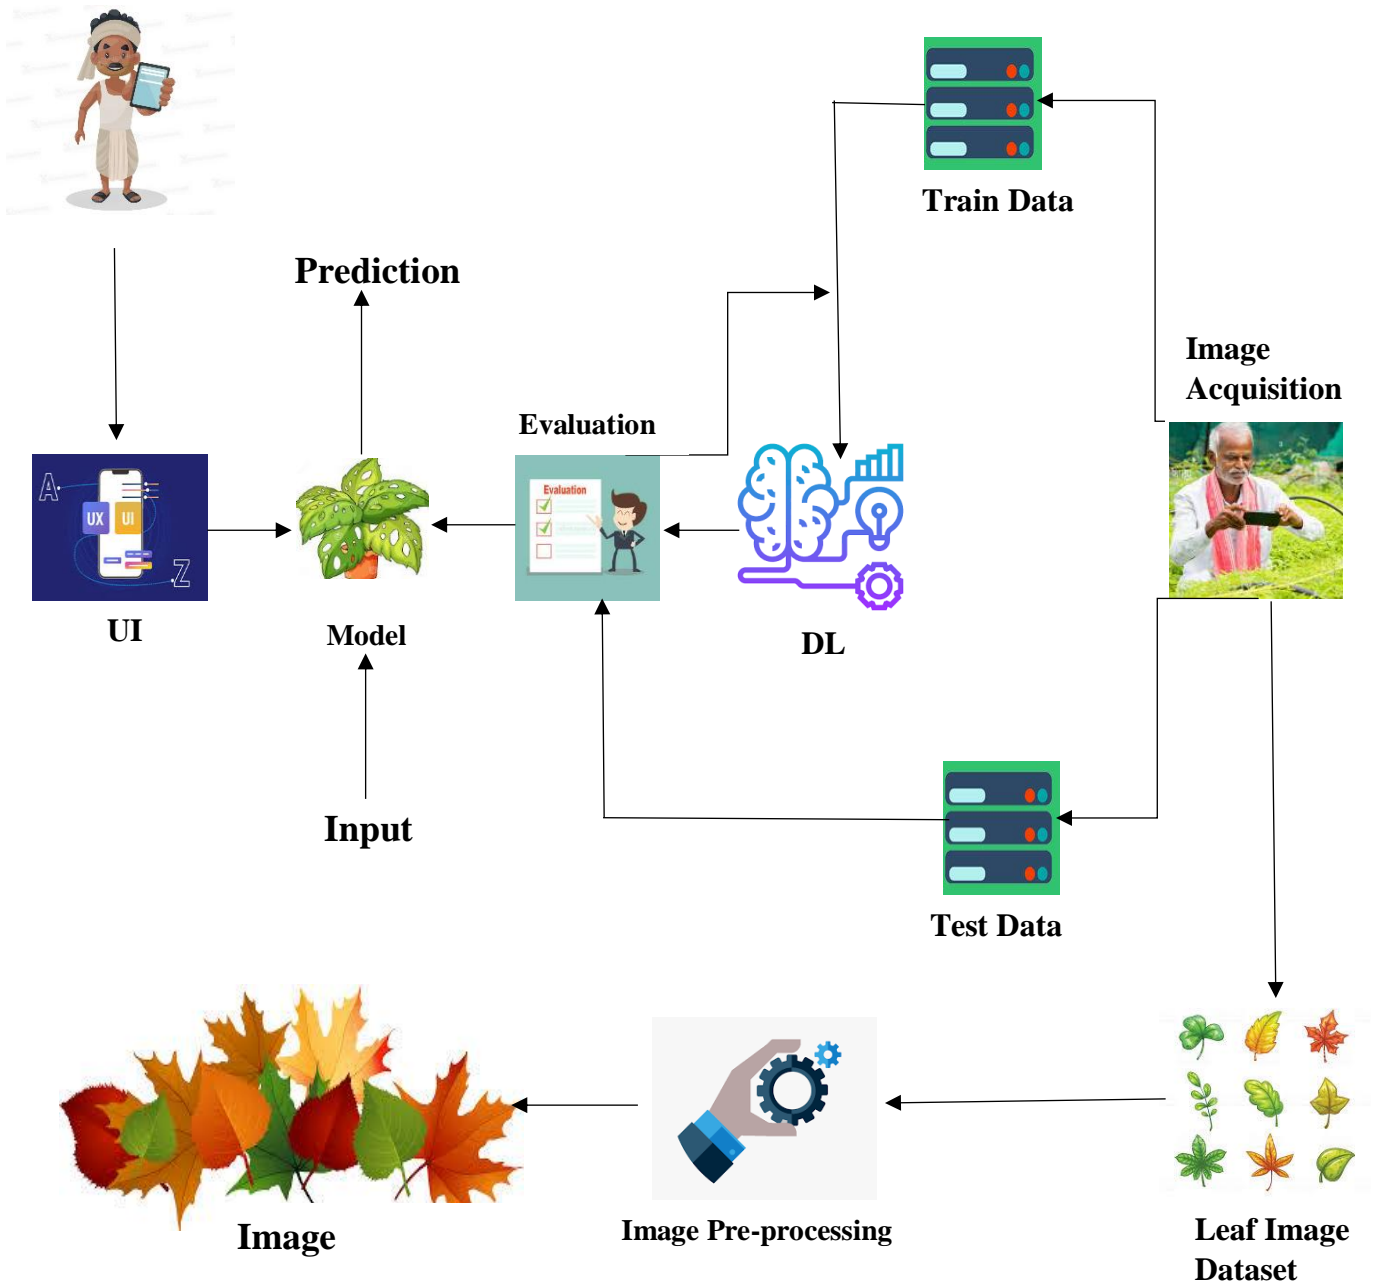 Train Data
Prediction
Image
Acquisition
Evaluation
Evaluation
A
UX
UI
Z
UI
Model
DL
Input
Test Data
Image
Image Pre-processing
Leaf Image
Dataset